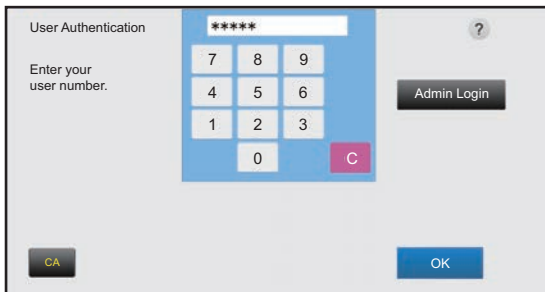 User Authentication
*****
?
Enter your
user number.
7 8 9
4 5 6
1 2 3
0 C
Admin Login
CA
OK